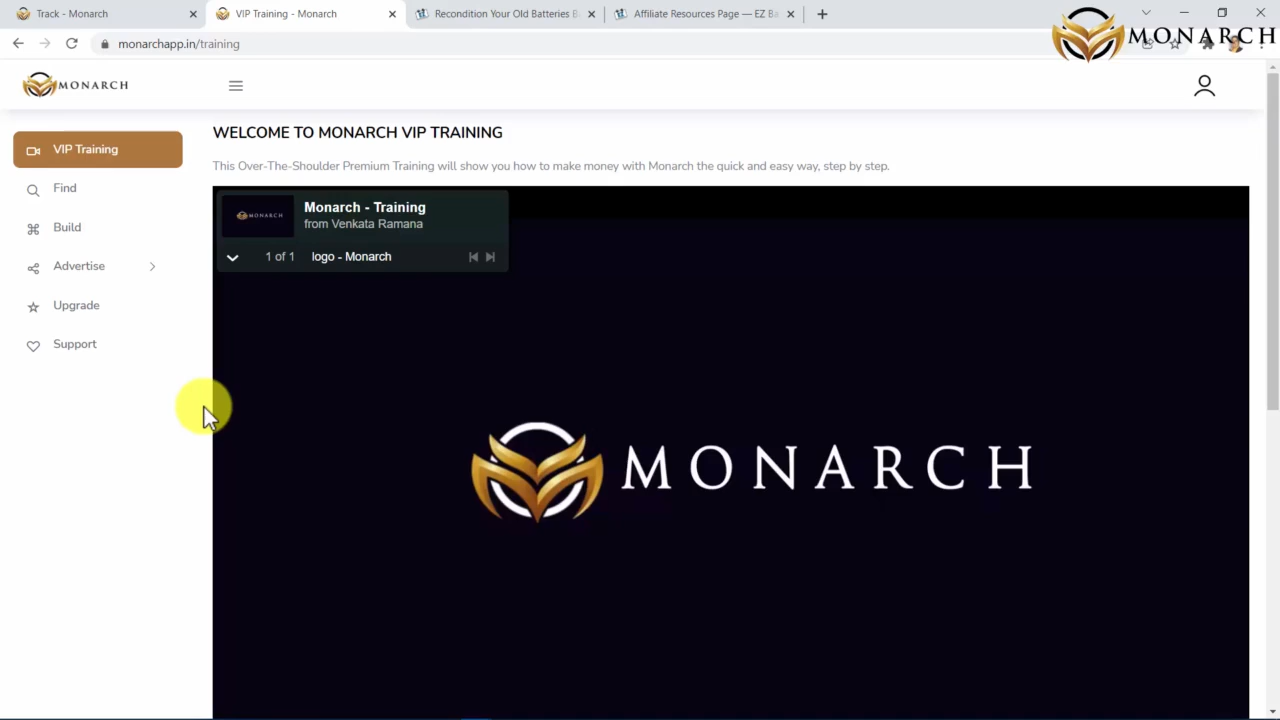 Track - Monarch
VIP Training - Monarch
Recondition Your Old Batteries B
Affiliate Resources Page — EZ Ba
monarchapp.in/training
MONARCH
MONARCH
WELCOME TO MONARCH VIP TRAINING
This Over-The-Shoulder Premium Training will show you how to make money with Monarch the quick and easy way, step by step.
VIP Training
Find
Build
Advertise
Upgrade
Support
MONARCH
Monarch - Training
from Venkata Ramana
1 of 1 logo - Monarch
MONARCH